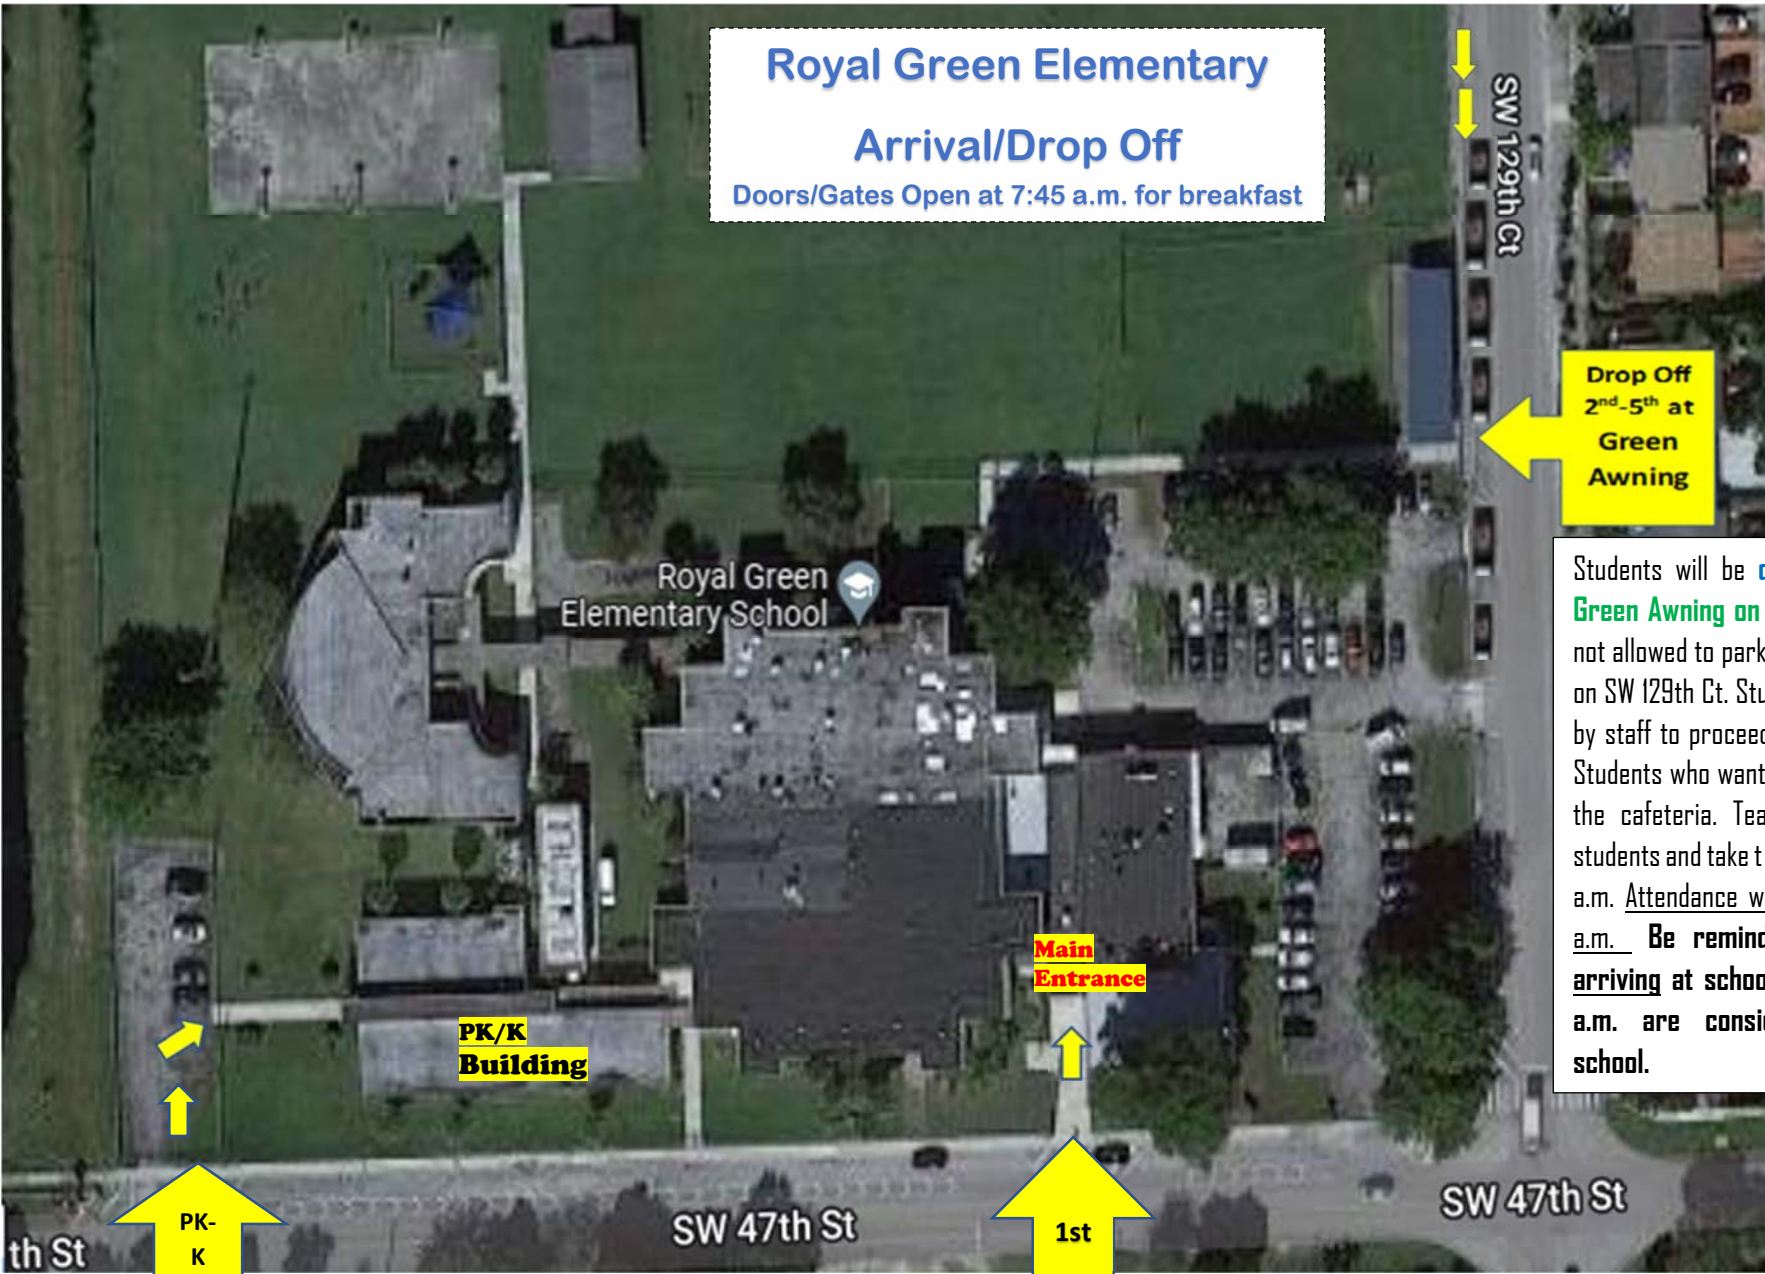 Royal Green Elementary
Arrival/Drop Off
Doors/Gates Open at 7:45 a.m. for breakfast
SW 129th Ct
Drop Off
2nd-5th at
Green
Awning
Royal Green
Elementary School
Students will be
Green Awning on
not allowed to park
on SW 129th Ct. Stu
by staff to proceed
Students who want
the cafeteria. Tea
students and take t
a.m. Attendance w
a.m. Be remind
arriving at school
a.m. are consid
school.
Main
Entrance
PK/K
Building
PK-
K
1st
SW 47th St
SW 47th St
th St